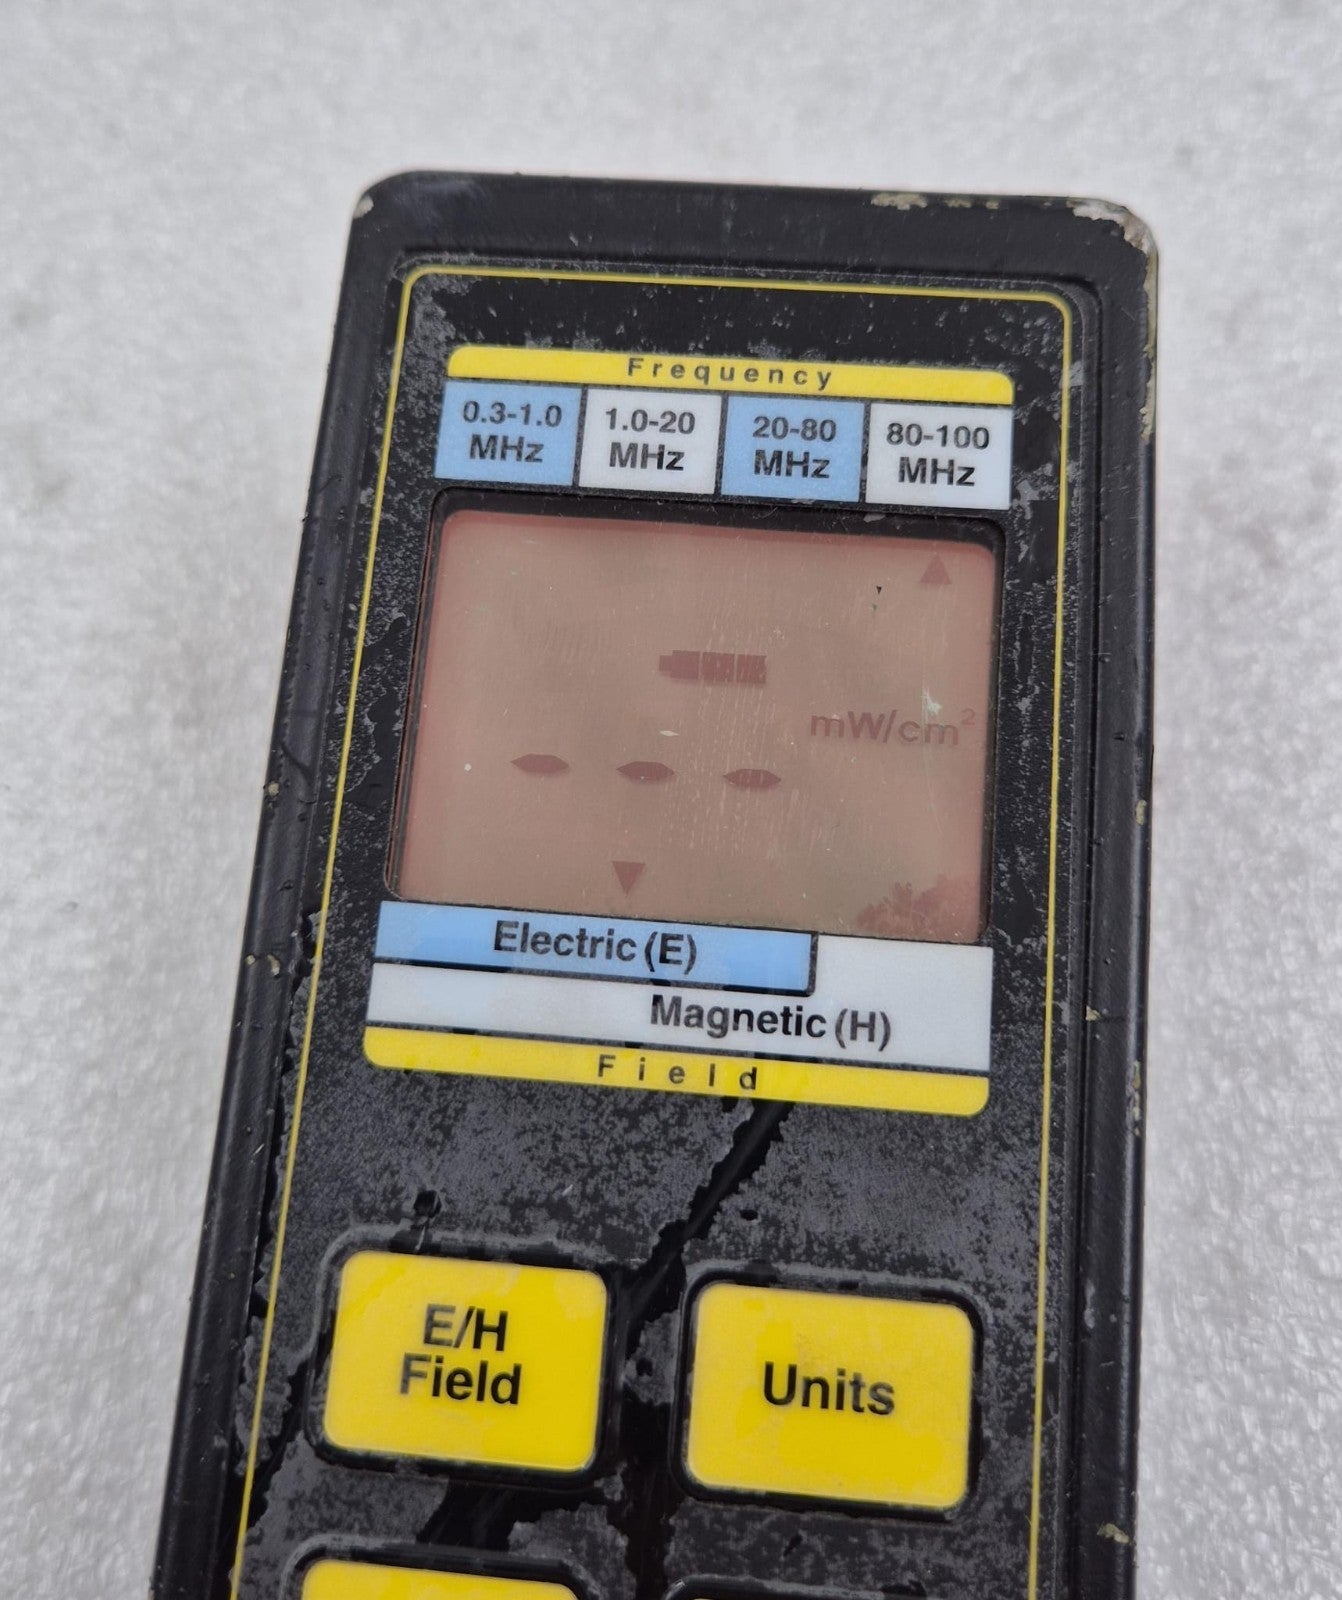 Frequency
0.3-1.0 1.0-20 20-80 80-100
MHz MHz MHz MHz
mW/cm²
- - -
Electric (E)
Magnetic (H)
Field
E/H
Field
Units